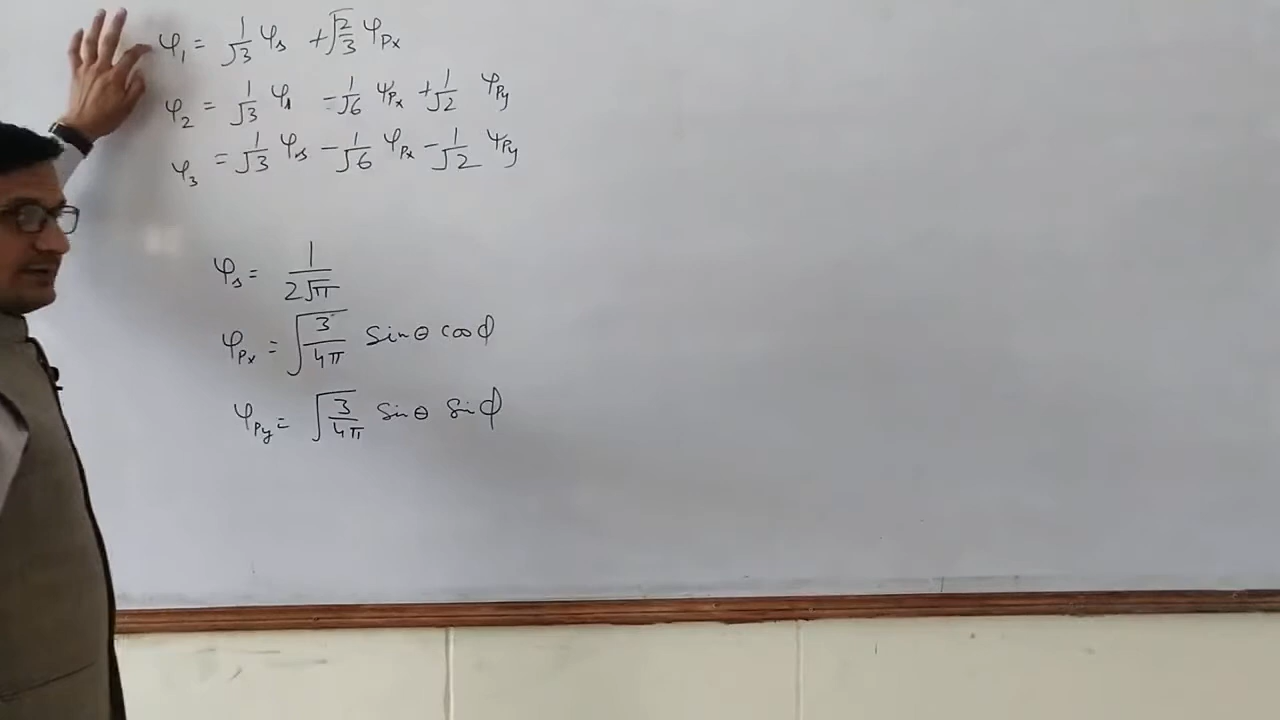 φ₁ = 1/√3 φs + √2/3 φPx
φ₂ = 1/√3 φs - 1/√6 φPx + 1/√2 φPy
φ₃ = 1/√3 φs - 1/√6 φPx - 1/√2 φPy
φs = 1/2√π
φPx = √3/4π Sinθ cosϕ
φPy = √3/4π Sinθ Sinϕ